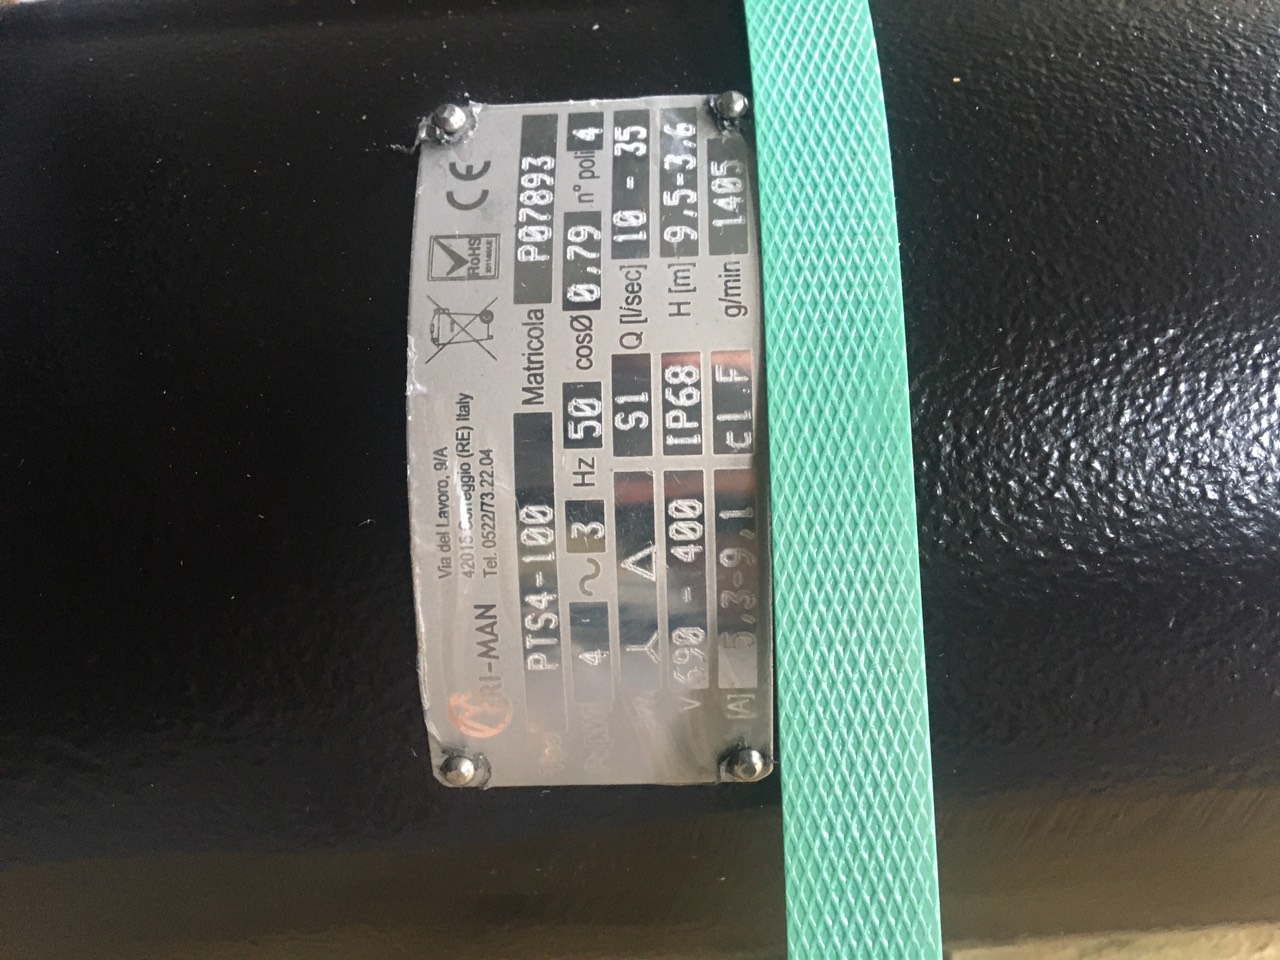 RI-MAN
Via del Lavoro, 9/A
42015 Correggio (RE) Italy
Tel. 0522/73.22.04
RoHS
CE
PTS4-100 Matricola P07893
4 ~ 3 Hz 50 cosØ 0,79 n° poli 4
S1 Q [l/sec] 10 - 35
V 690 - 400 IP68 H [m] 9,5-3,6
[A] 5,3-9,1 cl.F g/min 1405